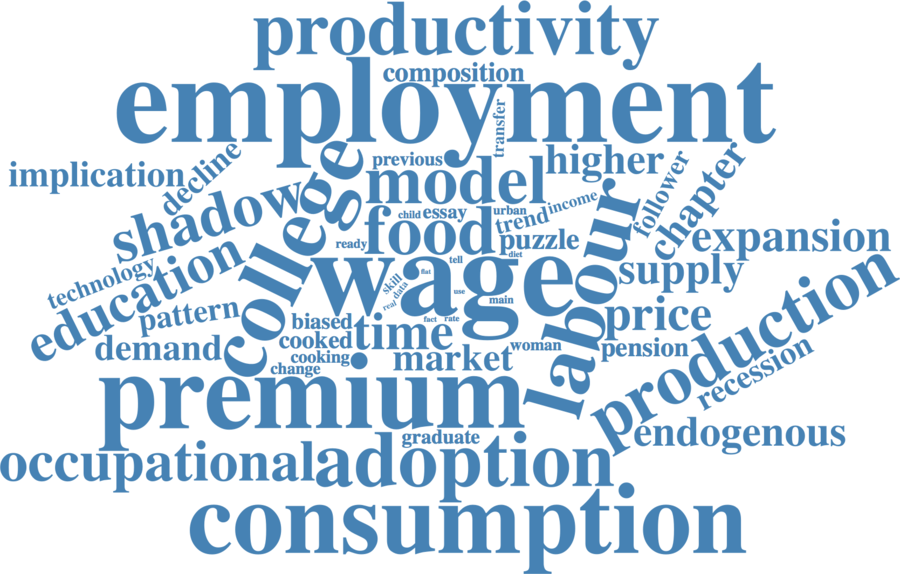 productivity
composition
employment
transfer
implication
decline
previous
higher
follower
chapter
college
model
shadow
child
essay
urban
trend
income
food
ready
puzzle
diet
expansion
education
technology
wage
tell
flat
skill
data
real
use
main
fact
rate
labour
supply
production
pattern
biased
time
price
demand
cooked
cooking
change
market
woman
pension
recession
premium
graduate
endogenous
occupational
adoption
consumption